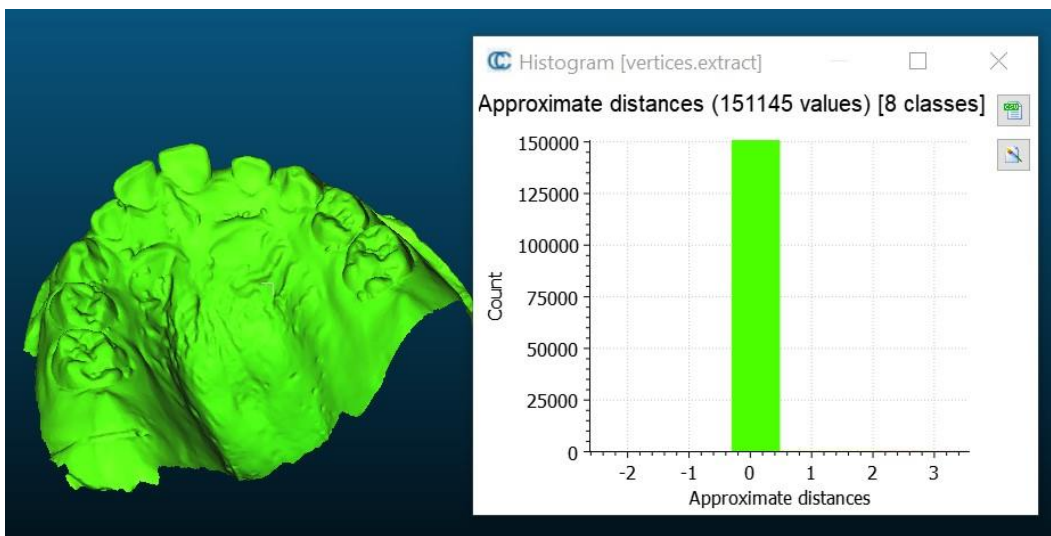 Histogram [vertices.extract]
Approximate distances (151145 values) [8 classes]
150000
125000
100000
75000
50000
25000
0
Count
-2 -1 0 1 2 3
Approximate distances